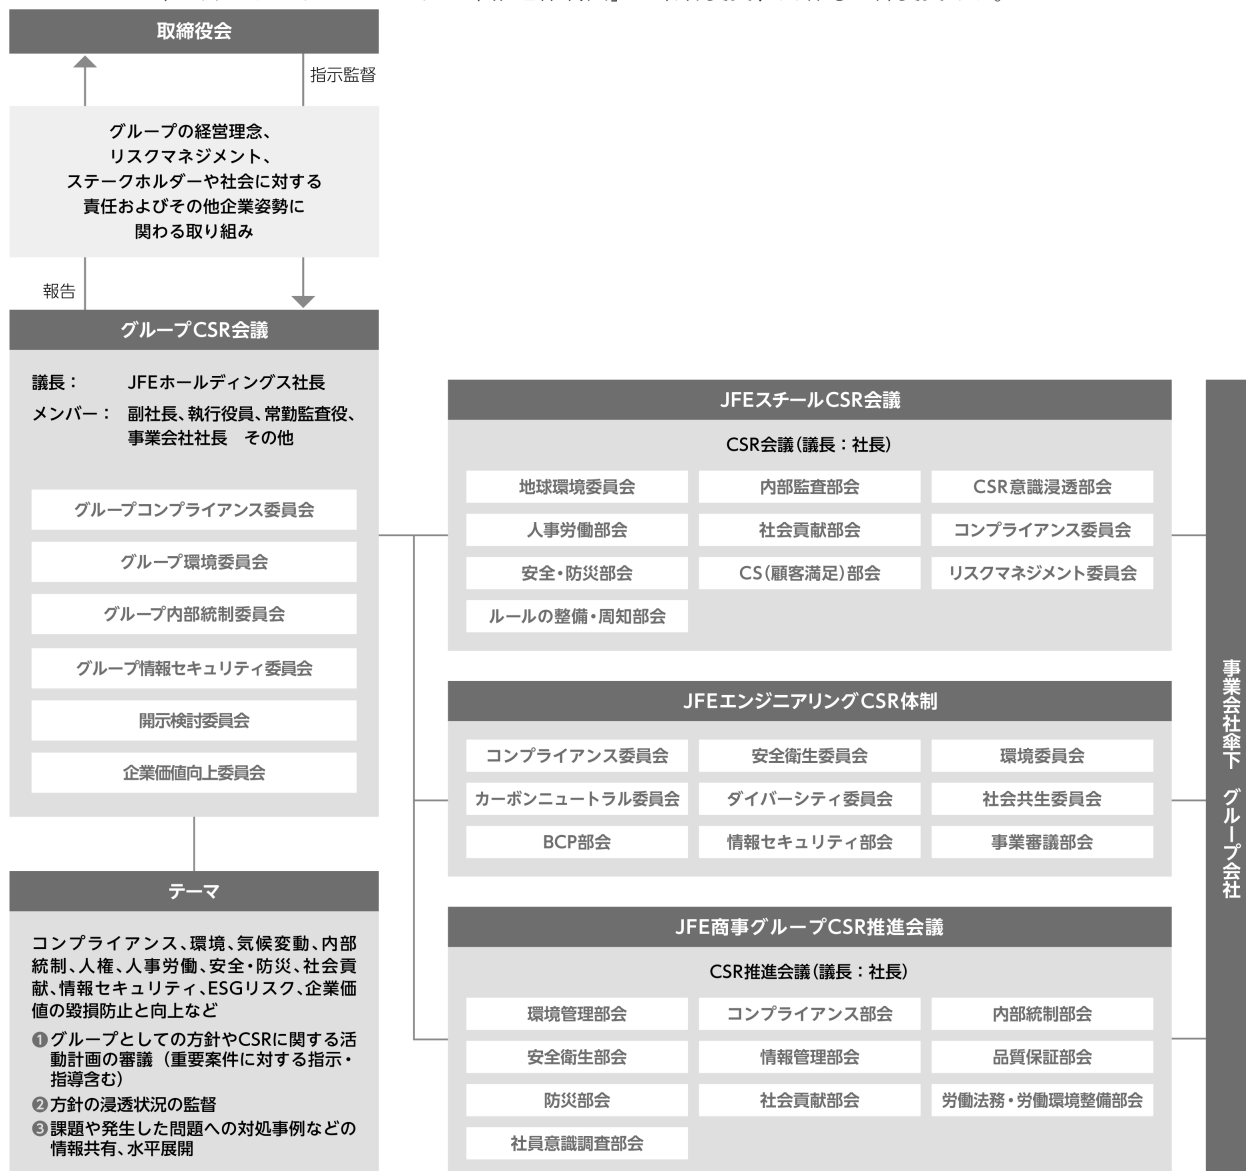 取締役会
指示監督
グループの経営理念、
リスクマネジメント、
ステークホルダーや社会に対する
責任およびその他企業姿勢に
関わる取り組み
報告
グループCSR会議
議長： JFEホールディングス社長
メンバー： 副社長、執行役員、常勤監査役、
事業会社社長　その他
グループコンプライアンス委員会
グループ環境委員会
グループ内部統制委員会
グループ情報セキュリティ委員会
開示検討委員会
企業価値向上委員会
テーマ
コンプライアンス、環境、気候変動、内部
統制、人権、人事労働、安全・防災、社会貢
献、情報セキュリティ、ESGリスク、企業価
値の毀損防止と向上など
❶グループとしての方針やCSRに関する活
動計画の審議（重要案件に対する指示・
指導含む）
❷方針の浸透状況の監督
❸課題や発生した問題への対処事例などの
情報共有、水平展開
JFEスチールCSR会議
CSR会議（議長：社長）
地球環境委員会 内部監査部会 CSR意識浸透部会
人事労働部会 社会貢献部会 コンプライアンス委員会
安全・防災部会 CS（顧客満足）部会 リスクマネジメント委員会
ルールの整備・周知部会
JFEエンジニアリングCSR体制
コンプライアンス委員会 安全衛生委員会 環境委員会
カーボンニュートラル委員会 ダイバーシティ委員会 社会共生委員会
BCP部会 情報セキュリティ部会 事業審議部会
JFE商事グループCSR推進会議
CSR推進会議（議長：社長）
環境管理部会 コンプライアンス部会 内部統制部会
安全衛生部会 情報管理部会 品質保証部会
防災部会 社会貢献部会 労働法務・労働環境整備部会
社員意識調査部会
事業会社傘下　グループ会社